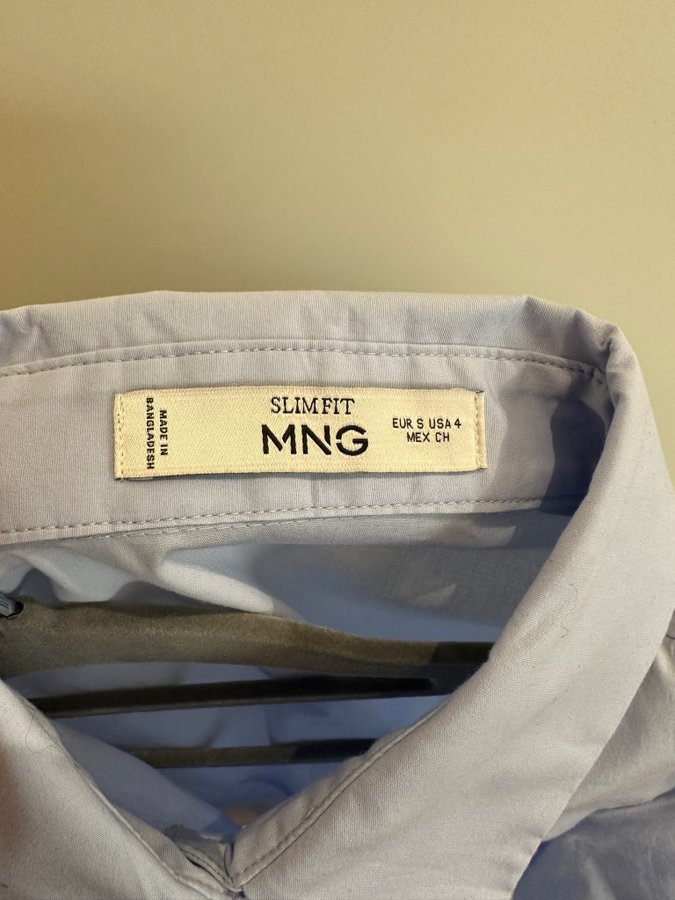 SLIM FIT
MNG
EUR S USA 4
MEX CH
MADE IN
BANGLADESH